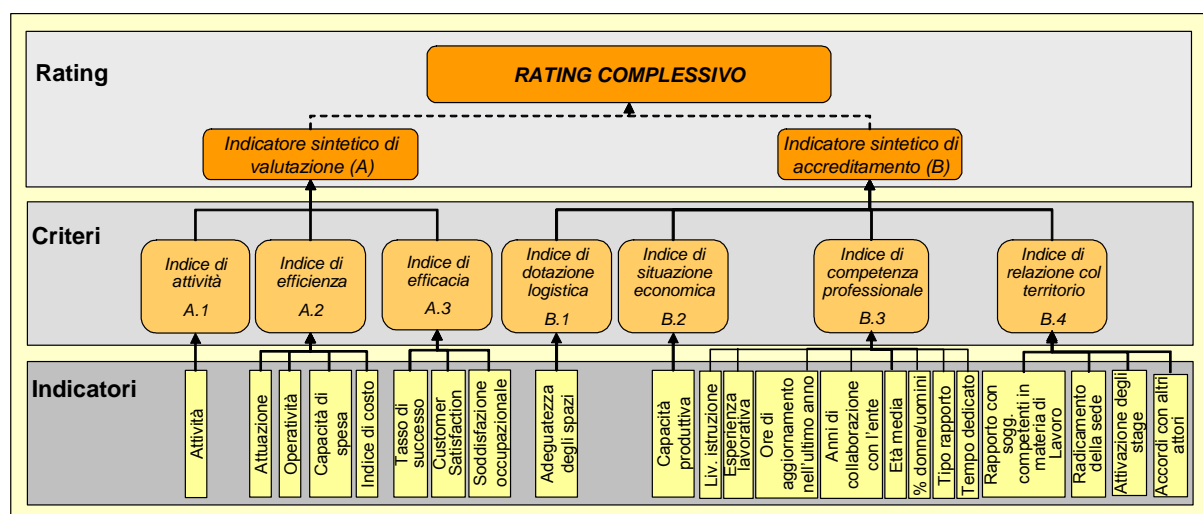 Rating
RATING COMPLESSIVO
Indicatore sintetico di
valutazione (A)
Indicatore sintetico di
accreditamento (B)
Criteri
Indice di
attività
A.1
Indice di
efficienza
A.2
Indice di
efficacia
A.3
Indice di
dotazione
logistica
B.1
Indice di
situazione
economica
B.2
Indice di
competenza
professionale
B.3
Indice di
relazione col
territorio
B.4
Indicatori
Attività
Attuazione
Operatività
Capacità di
spesa
Indice di costo
Tasso di
successo
Customer
Satisfaction
Soddisfazione
occupazionale
Adeguatezza
degli spazi
Capacità
produttiva
Liv. istruzione
Esperienza
lavorativa
Ore di
aggiornamento
nell'ultimo anno
Anni di
collaborazione
con l'ente
Età media
% donne/uomini
Tipo rapporto
Tempo dedicato
Rapporto con
sogg.
competenti in
materia di
Lavoro
Radicamento
della sede
Attivazione degli
stage
Accordi con altri
attori